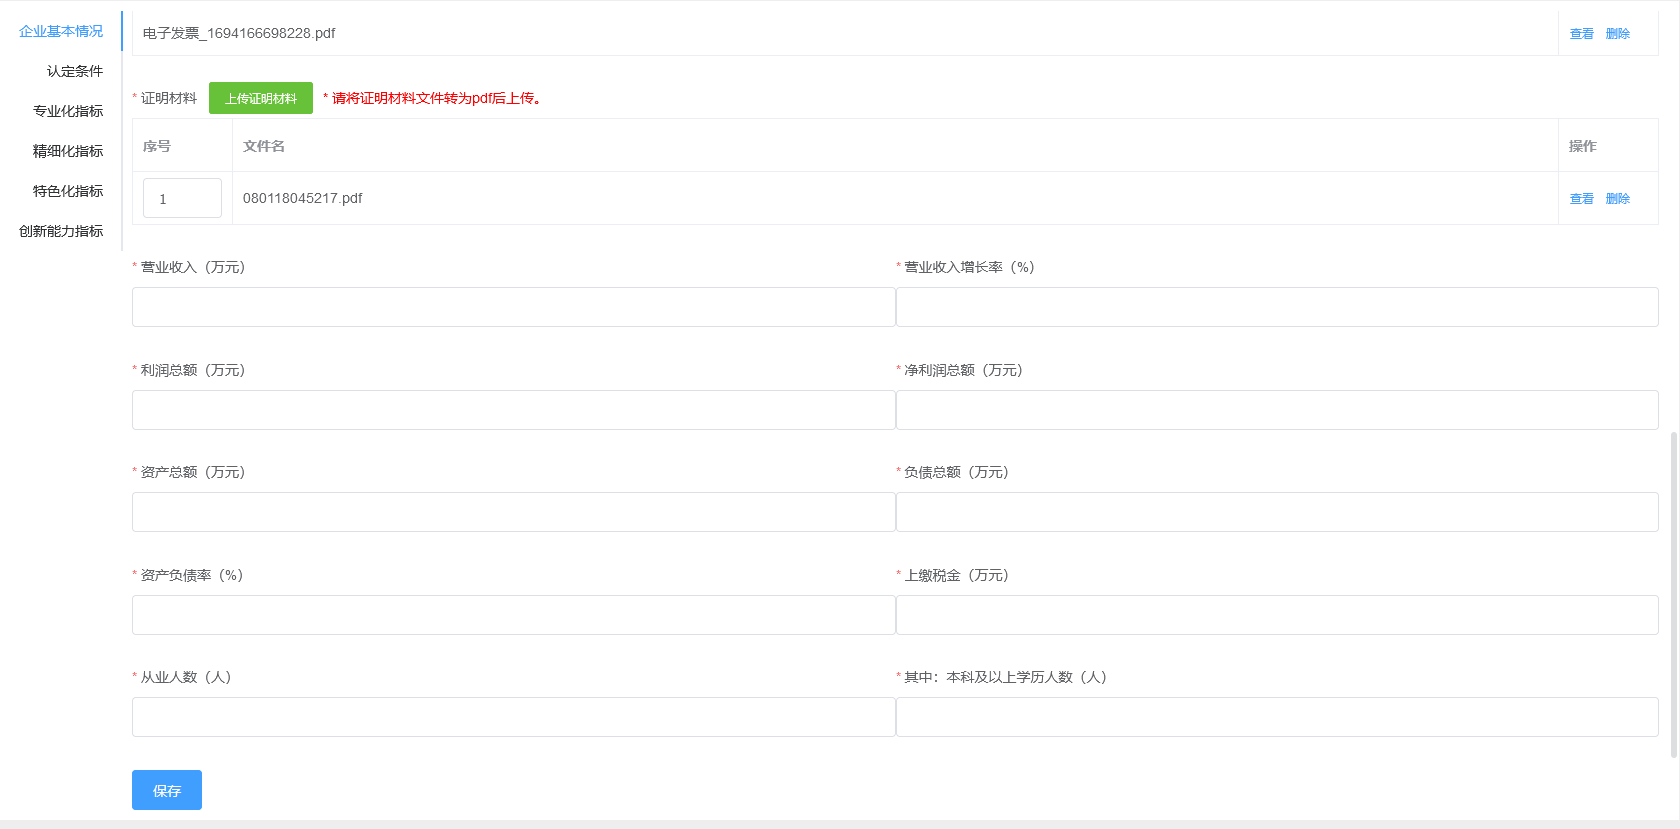 企业基本情况
认定条件
专业化指标
精细化指标
特色化指标
创新能力指标
电子发票_1694166698228.pdf 查看 删除
* 证明材料 上传证明材料 * 请将证明材料文件转为pdf后上传。
序号 文件名 操作
1 080118045217.pdf 查看 删除
* 营业收入（万元） * 营业收入增长率（%）
* 利润总额（万元） * 净利润总额（万元）
* 资产总额（万元） * 负债总额（万元）
* 资产负债率（%） * 上缴税金（万元）
* 从业人数（人） * 其中：本科及以上学历人数（人）
保存